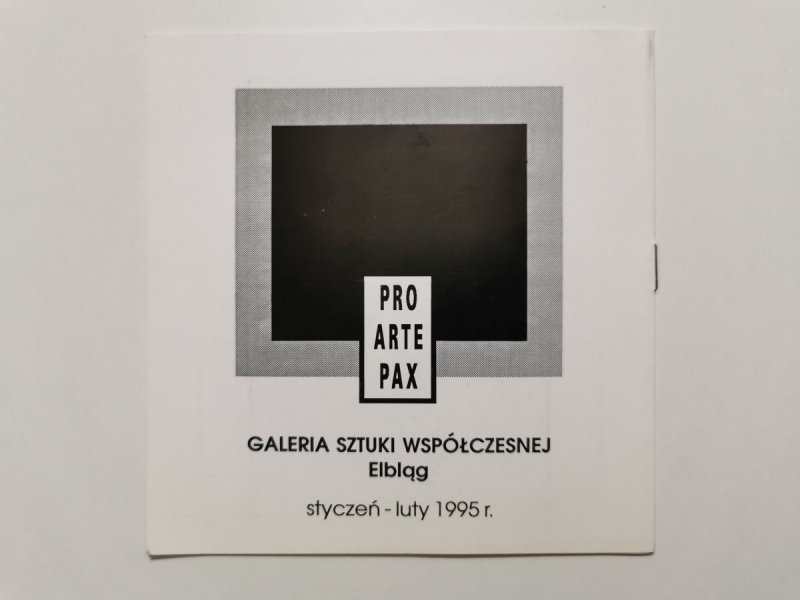 PRO
ARTE
PAX
GALERIA SZTUKI WSPÓŁCZESNEJ
Elbląg
styczeń - luty 1995 r.